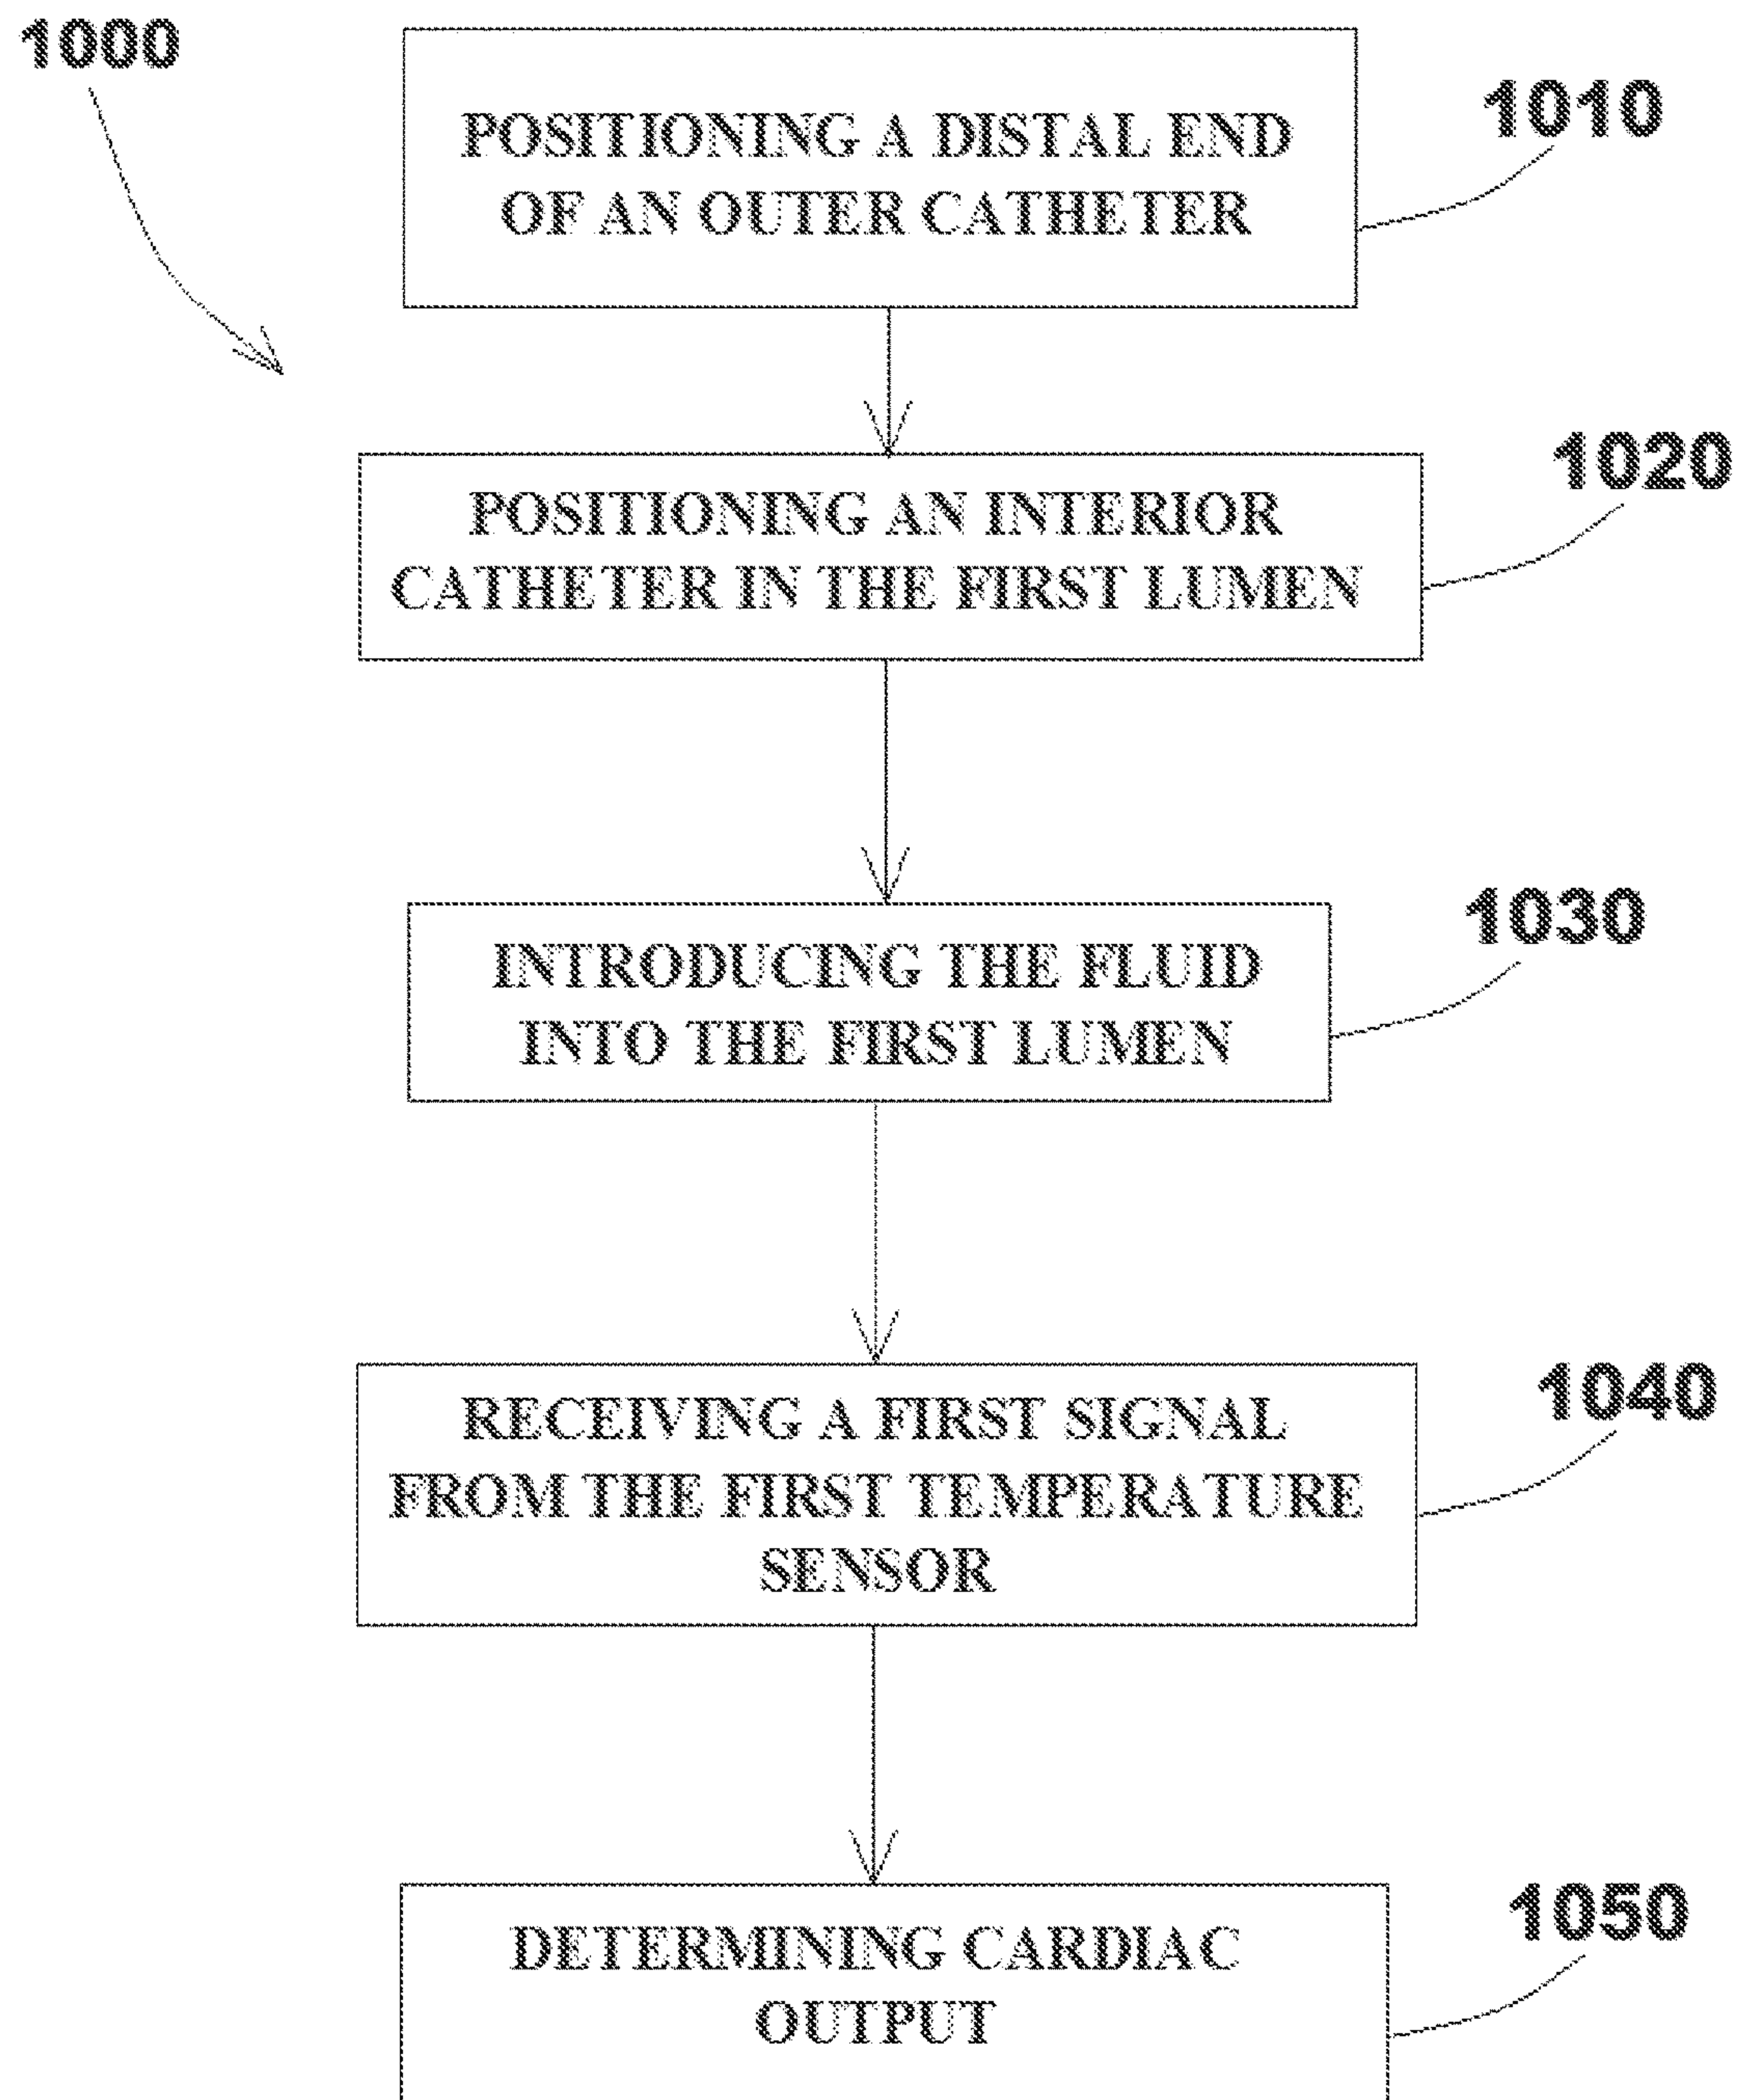 1000
1010
POSITIONING A DISTAL END
OF AN OUTER CATHETER
1020
POSITIONING AN INTERIOR
CATHETER IN THE FIRST LUMEN
1030
INTRODUCING THE FLUID
INTO THE FIRST LUMEN
1040
RECEIVING A FIRST SIGNAL
FROM THE FIRST TEMPERATURE
SENSOR
1050
DETERMINING CARDIAC
OUTPUT